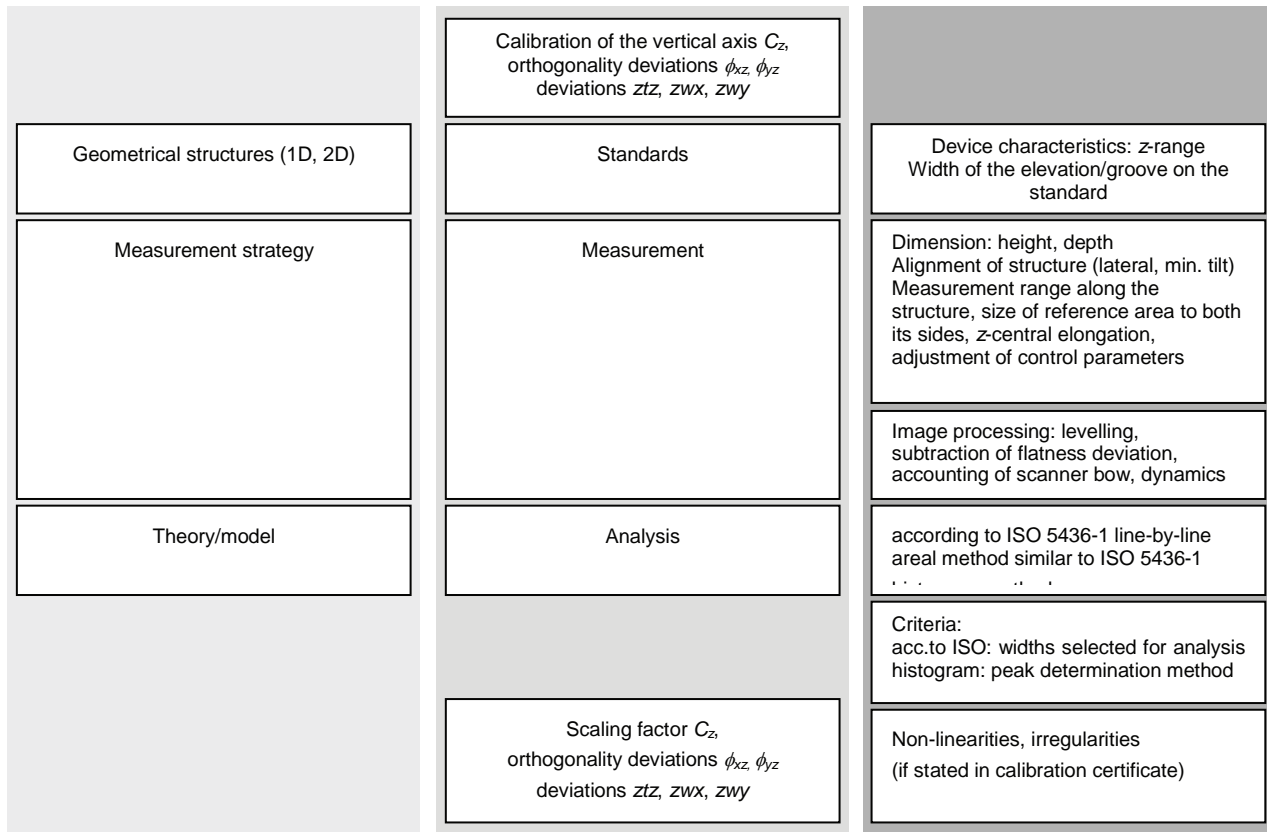 Calibration of the vertical axis Cz,
orthogonality deviations ϕxz, ϕyz
deviations ztz, zwx, zwy
Geometrical structures (1D, 2D)
Standards
Device characteristics: z-range
Width of the elevation/groove on the
standard
Measurement strategy
Measurement
Dimension: height, depth
Alignment of structure (lateral, min. tilt)
Measurement range along the
structure, size of reference area to both
its sides, z-central elongation,
adjustment of control parameters
Image processing: levelling,
subtraction of flatness deviation,
accounting of scanner bow, dynamics
Theory/model
Analysis
according to ISO 5436-1 line-by-line
areal method similar to ISO 5436-1
Criteria:
acc.to ISO: widths selected for analysis
histogram: peak determination method
Scaling factor Cz,
orthogonality deviations ϕxz, ϕyz
deviations ztz, zwx, zwy
Non-linearities, irregularities
(if stated in calibration certificate)